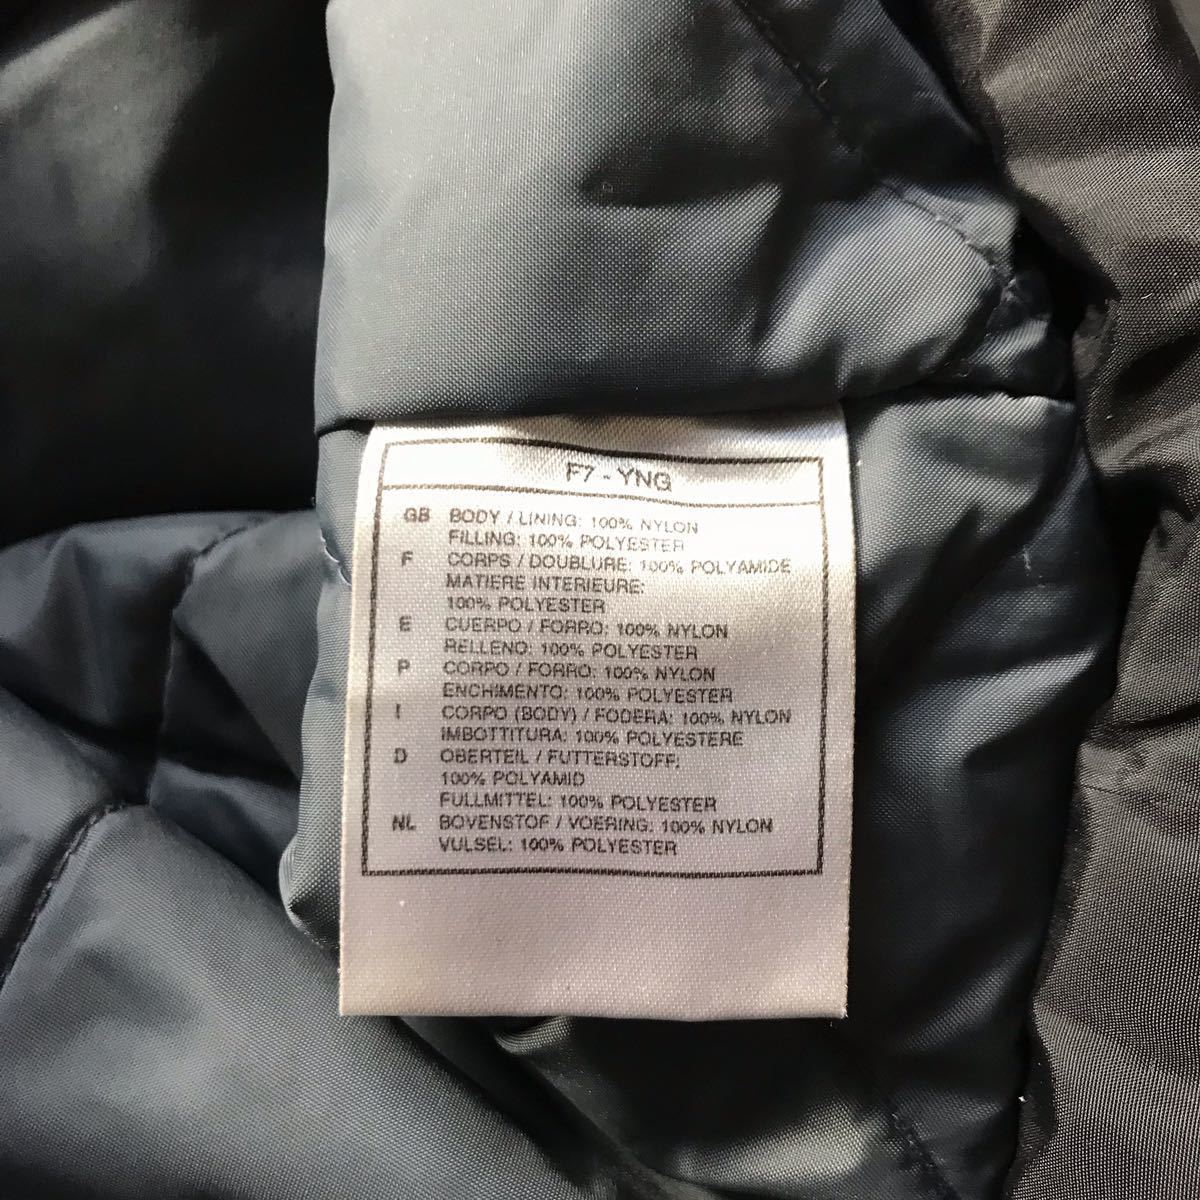 F7 - YNG
GB BODY / LINING: 100% NYLON
FILLING: 100% POLYESTER
F CORPS / DOUBLURE: 100% POLYAMIDE
MATIERE INTERIEURE:
100% POLYESTER
E CUERPO / FORRO: 100% NYLON
RELLENO: 100% POLYESTER
P CORPO / FORRO: 100% NYLON
ENCHIMENTO: 100% POLYESTER
I CORPO (BODY) / FODERA: 100% NYLON
IMBOTTITURA: 100% POLYESTERE
D OBERTEIL / FUTTERSTOFF:
100% POLYAMID
FULLMITTEL: 100% POLYESTER
NL BOVENSTOF / VOERING: 100% NYLON
VULSEL: 100% POLYESTER